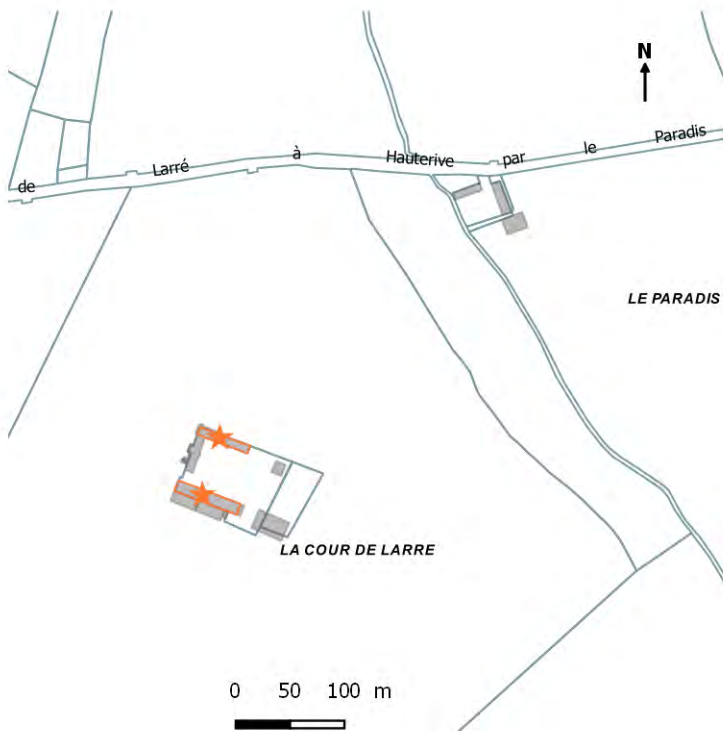 N
de Larré à Hauterive par le Paradis
LE PARADIS
LA COUR DE LARRE
0 50 100 m